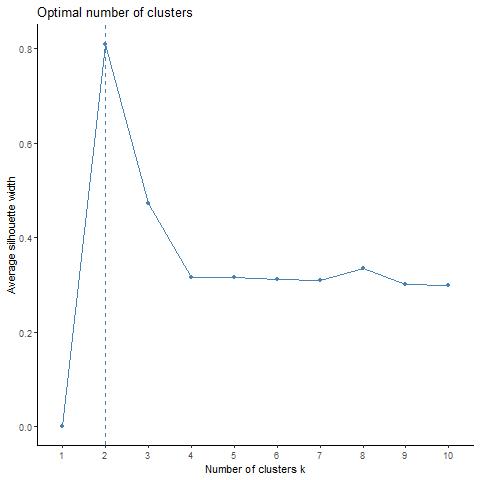 Optimal number of clusters
Average silhouette width
0.8
0.6
0.4
0.2
0.0
1 2 3 4 5 6 7 8 9 10
Number of clusters k